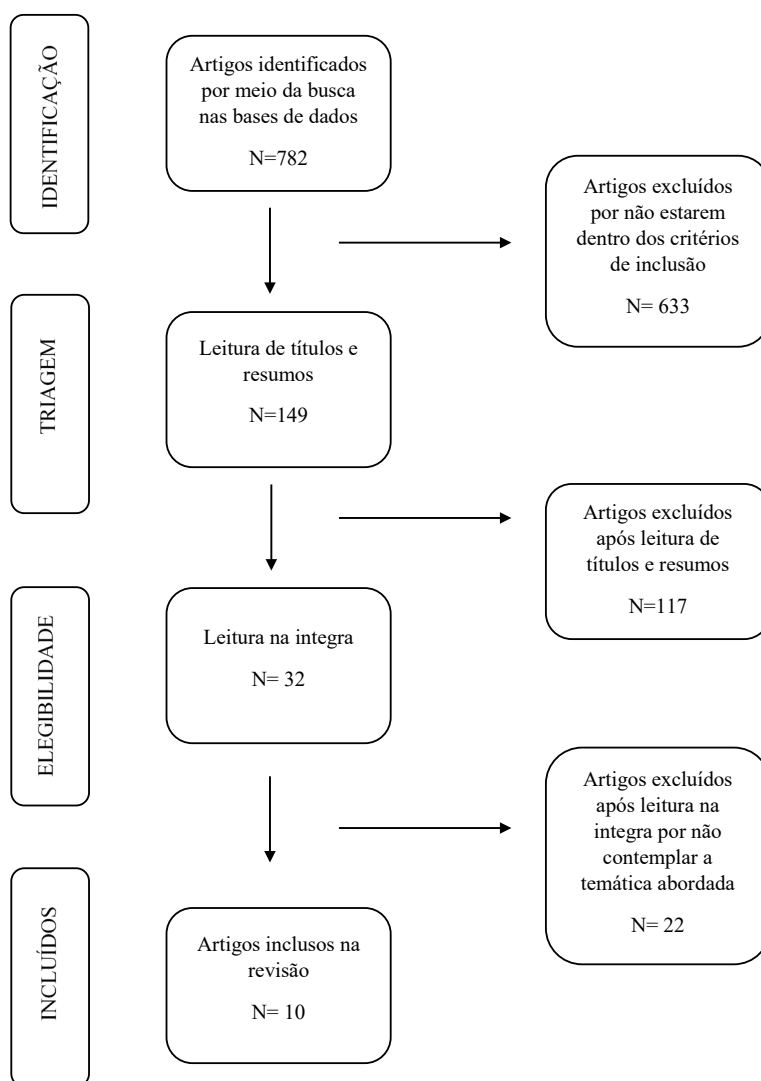 IDENTIFICAÇÃO
Artigos identificados
por meio da busca
nas bases de dados
N=782
Artigos excluídos
por não estarem
dentro dos critérios
de inclusão
N= 633
TRIAGEM
Leitura de títulos e
resumos
N=149
Artigos excluídos
após leitura de
títulos e resumos
N=117
ELEGIBILIDADE
Leitura na integra
N= 32
Artigos excluídos
após leitura na
integra por não
contemplar a
temática abordada
N= 22
INCLUÍDOS
Artigos inclusos na
revisão
N= 10